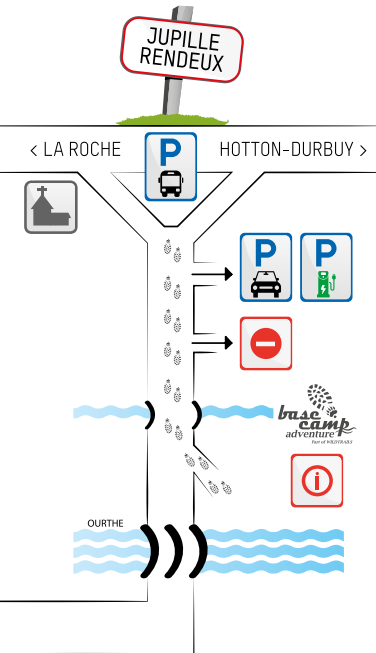 JUPILLE
RENDEUX
< LA ROCHE
P
HOTTON-DURBUY >
P
P
base
camp
adventure
Part of WILDTRAILS
i
OURTHE